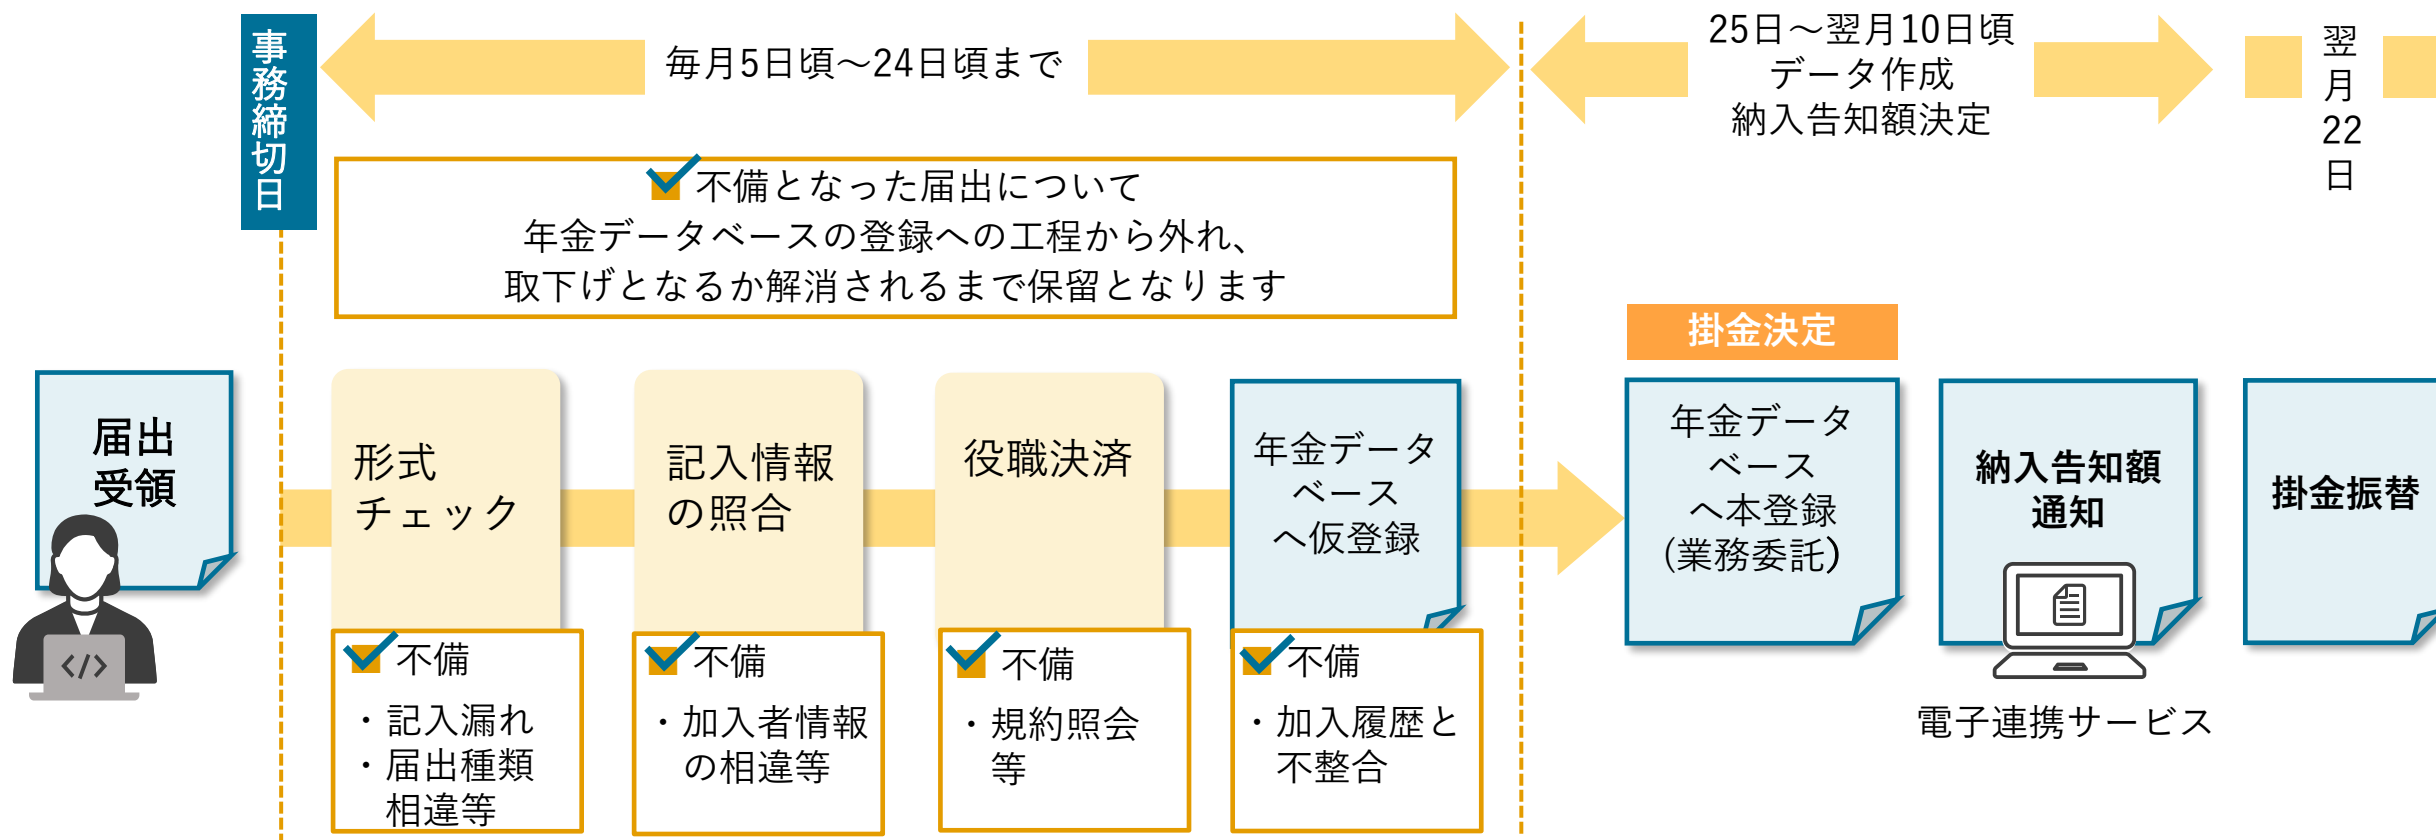 事務締切日
毎月5日頃～24日頃まで
25日～翌月10日頃
データ作成
納入告知額決定
翌月22日
不備となった届出について
年金データベースの登録への工程から外れ、
取下げとなるか解消されるまで保留となります
掛金決定
届出
受領
形式
チェック
記入情報
の照合
役職決済
年金データ
ベース
へ仮登録
年金データ
ベース
へ本登録
(業務委託）
納入告知額
通知
掛金振替
</>
不備
・記入漏れ
・届出種類
相違等
不備
・加入者情報
の相違等
不備
・規約照会
等
不備
・加入履歴と
不整合
電子連携サービス